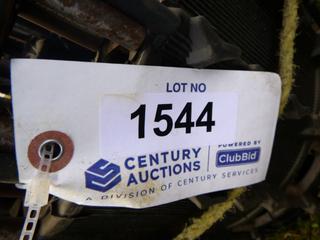 LOT NO
1544
CENTURY
AUCTIONS
POWERED BY
ClubBid
A DIVISION OF CENTURY SERVICES